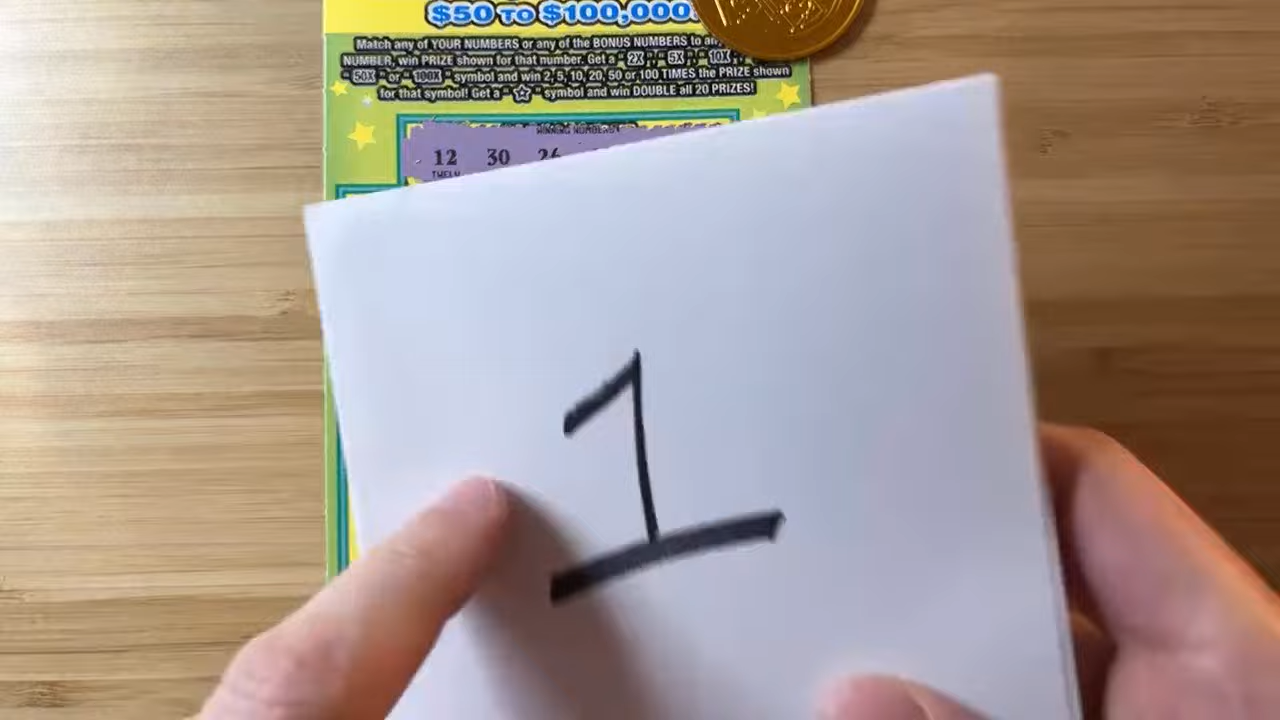 $50 TO $100,000
Match any of YOUR NUMBERS or any of the BONUS NUMBERS to
NUMBER, win PRIZE shown for that number. Get a "2X", "5X", "10X",
"50X" or "100X" symbol and win 2, 5, 10, 20, 50 or 100 TIMES the PRIZE shown
for that symbol! Get a "☆" symbol and win DOUBLE all 20 PRIZES!
WINNING NUMBERS
12 30 26
1